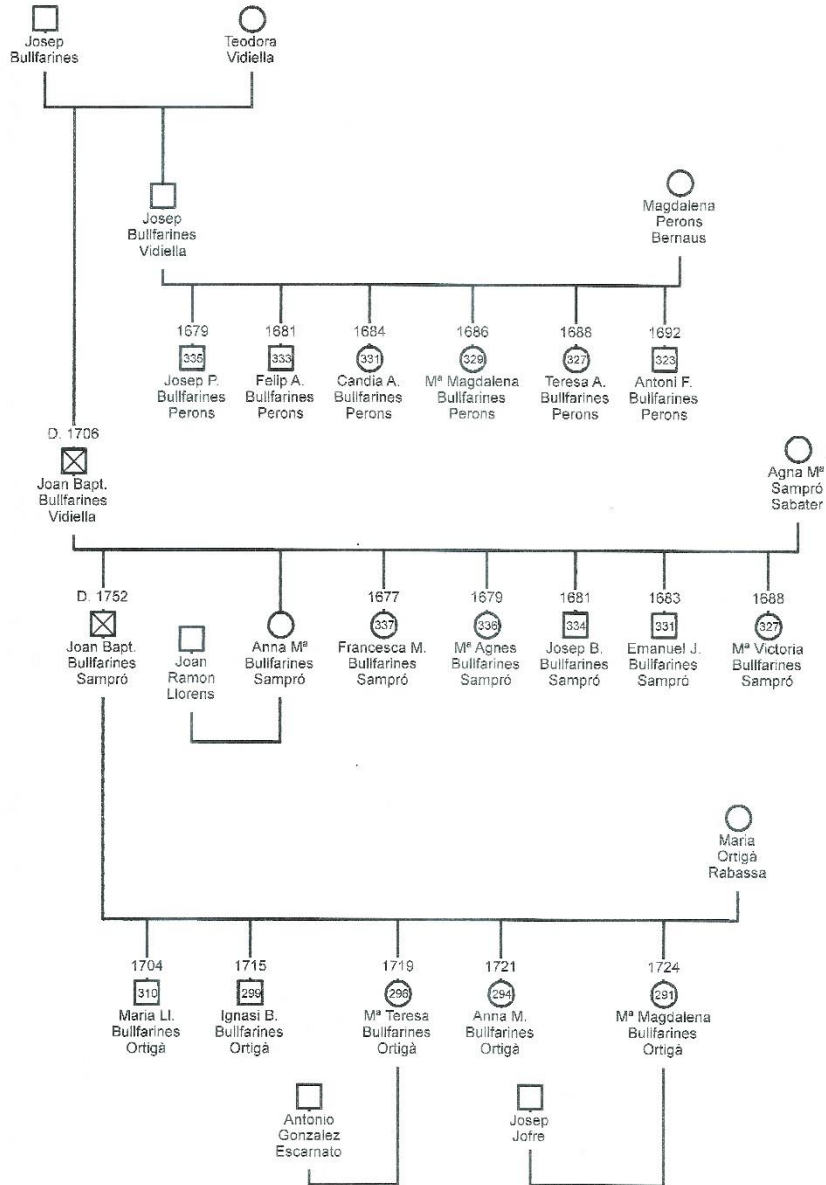 Josep
Bullfarines
Teodora
Vidiella
Josep
Bullfarines
Vidiella
Magdalena
Perons
Bernaus
1679
335
Josep P.
Bullfarines
Perons
1681
333
Felip A.
Bullfarines
Perons
1684
331
Candia A.
Bullfarines
Perons
1686
329
Mª Magdalena
Bullfarines
Perons
1688
327
Teresa A.
Bullfarines
Perons
1692
323
Antoni F.
Bullfarines
Perons
D. 1706
Joan Bapt.
Bullfarines
Vidiella
Agna Mª
Sampró
Sabater
D. 1752
Joan Bapt.
Bullfarines
Sampró
Joan
Ramon
Llorens
Anna Mª
Bullfarines
Sampró
1677
337
Francesca M.
Bullfarines
Sampró
1679
336
Mª Agnes
Bullfarines
Sampró
1681
334
Josep B.
Bullfarines
Sampró
1683
331
Emanuel J.
Bullfarines
Sampró
1688
327
Mª Victoria
Bullfarines
Sampró
Maria
Ortigà
Rabassa
1704
310
Maria Ll.
Bullfarines
Ortigà
1715
299
Ignasi B.
Bullfarines
Ortigà
1719
296
Mª Teresa
Bullfarines
Ortigà
1721
294
Anna M.
Bullfarines
Ortigà
1724
291
Mª Magdalena
Bullfarines
Ortigà
Antonio
Gonzalez
Escarnato
Josep
Jofre